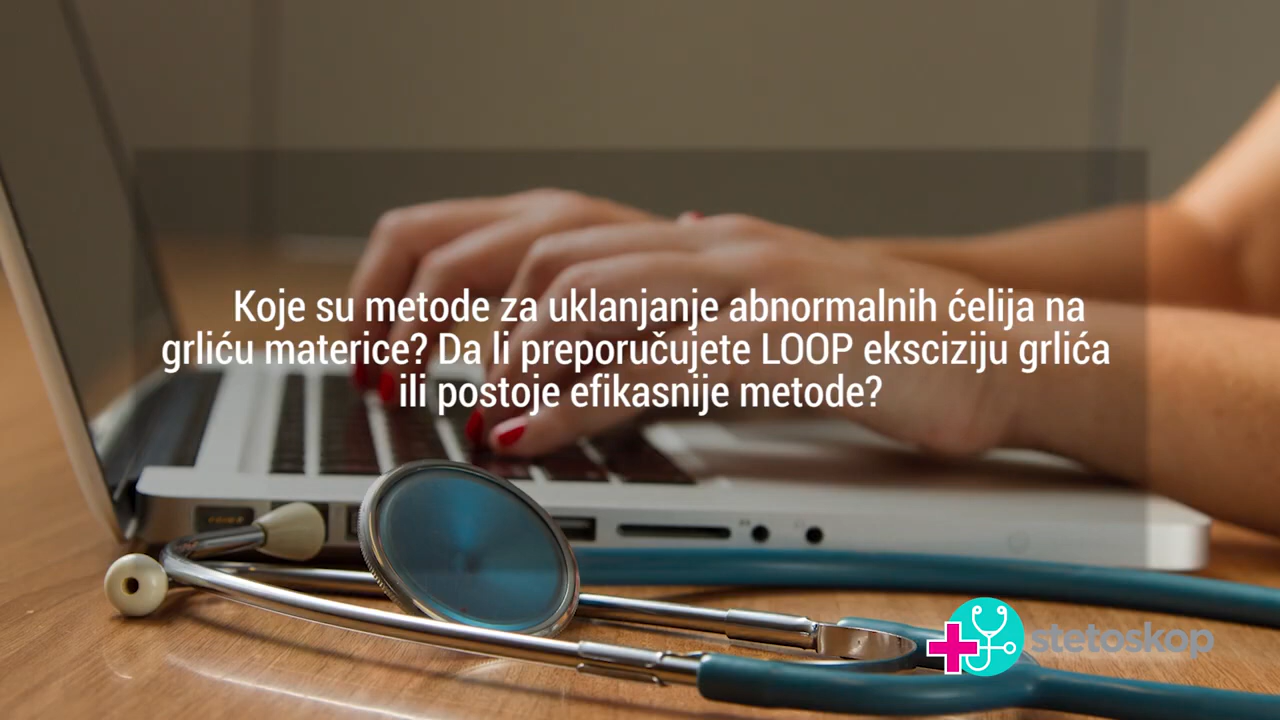 Koje su metode za uklanjanje abnormalnih ćelija na
grliću materice? Da li preporučujete LOOP eksciziju grlića
ili postoje efikasnije metode?
stetoskop